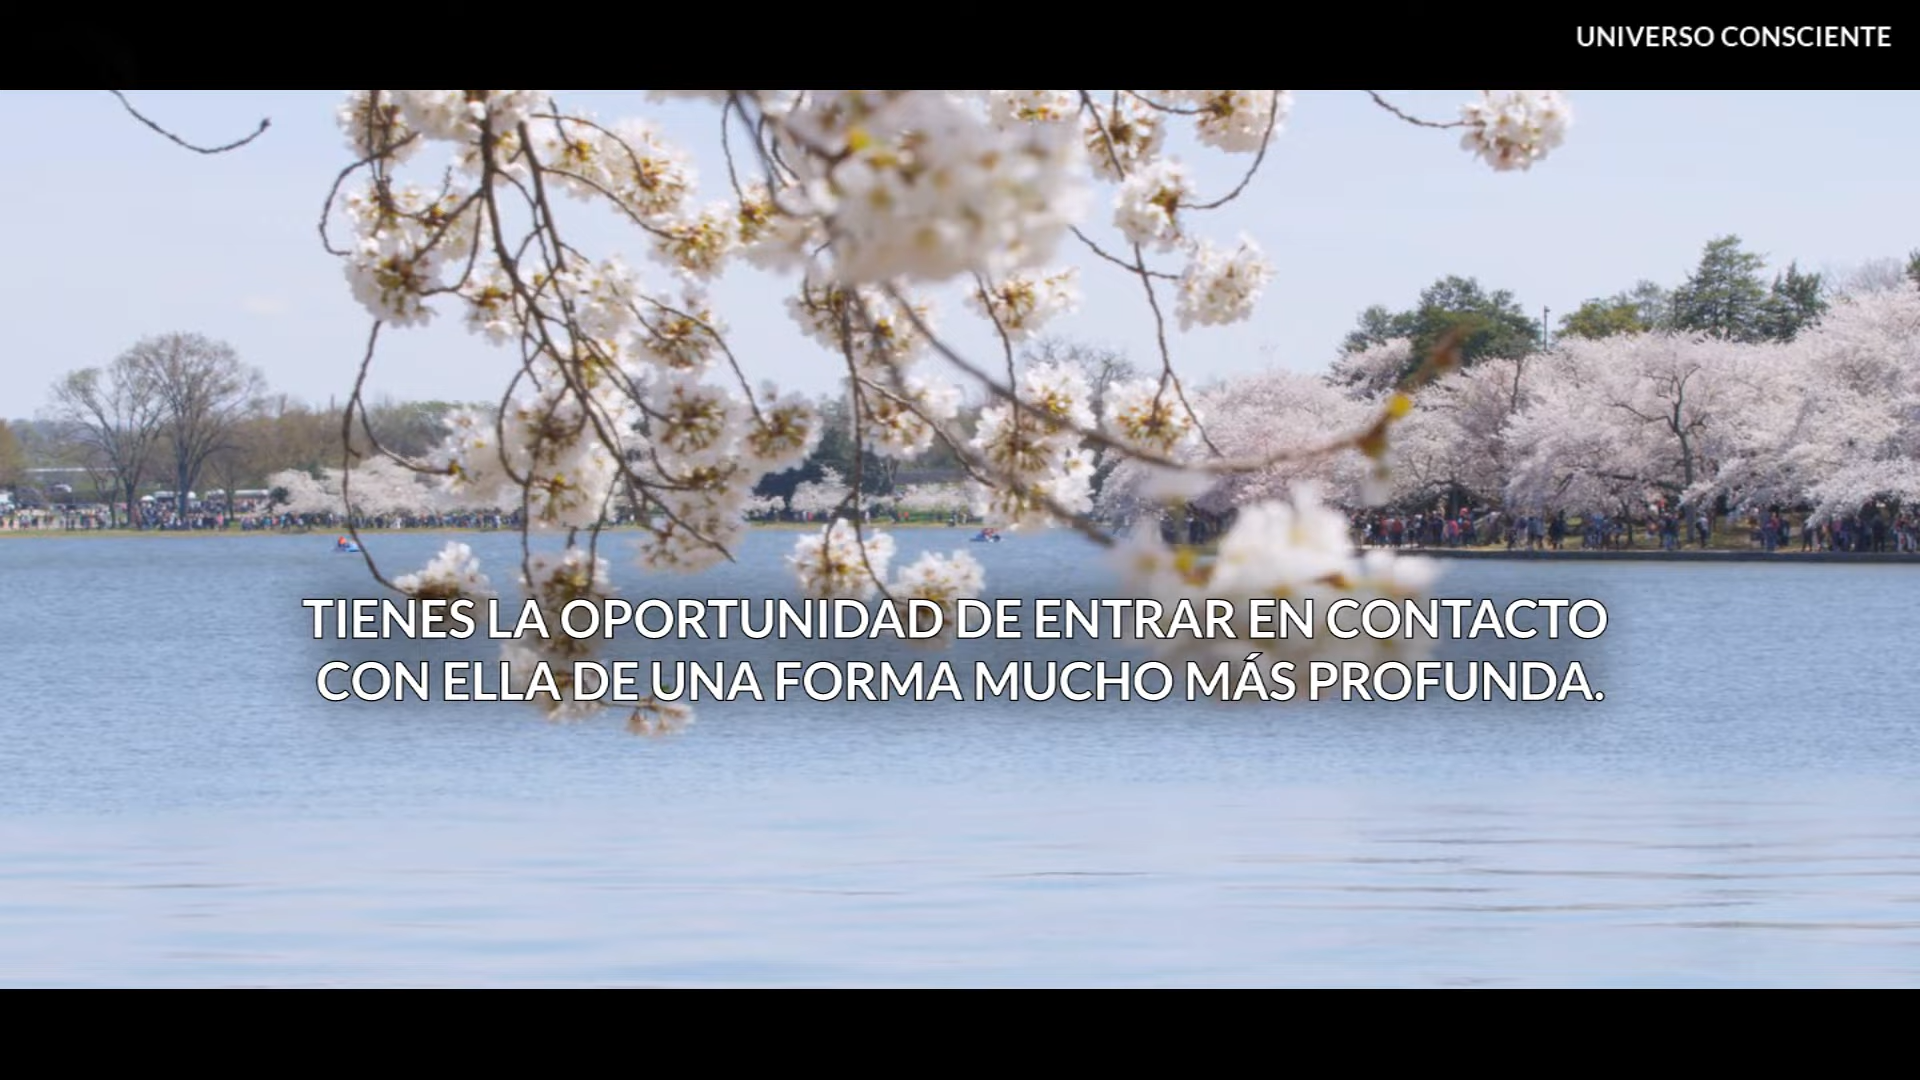 UNIVERSO CONSCIENTE
TIENES LA OPORTUNIDAD DE ENTRAR EN CONTACTO
CON ELLA DE UNA FORMA MUCHO MÁS PROFUNDA.